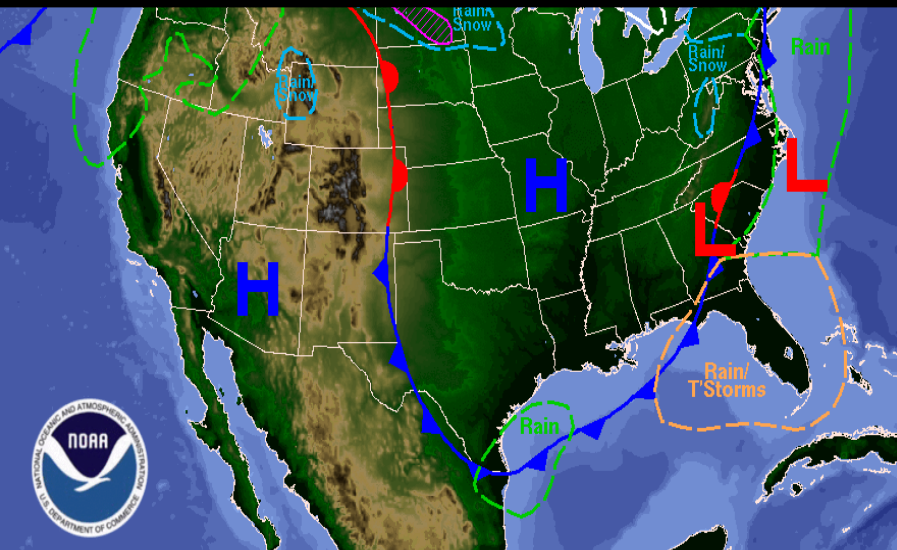 Rain/
Snow
Rain/
Snow
Rain
Rain/
Snow
H
L
L
H
Rain/
T'Storms
Rain
NOAA
NATIONAL OCEANIC AND ATMOSPHERIC ADMINISTRATION
U.S. DEPARTMENT OF COMMERCE